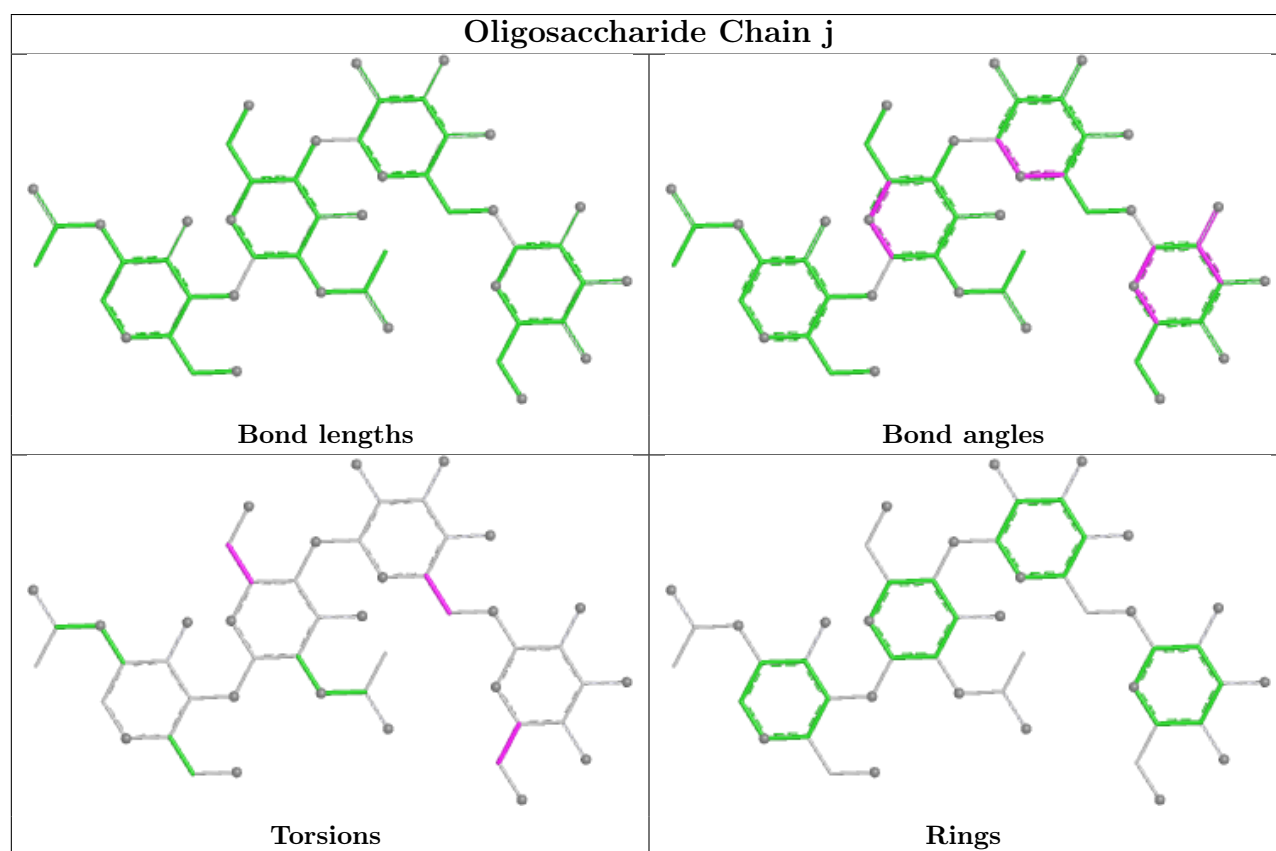 Oligosaccharide Chain j
Bond lengths
Bond angles
Torsions
Rings